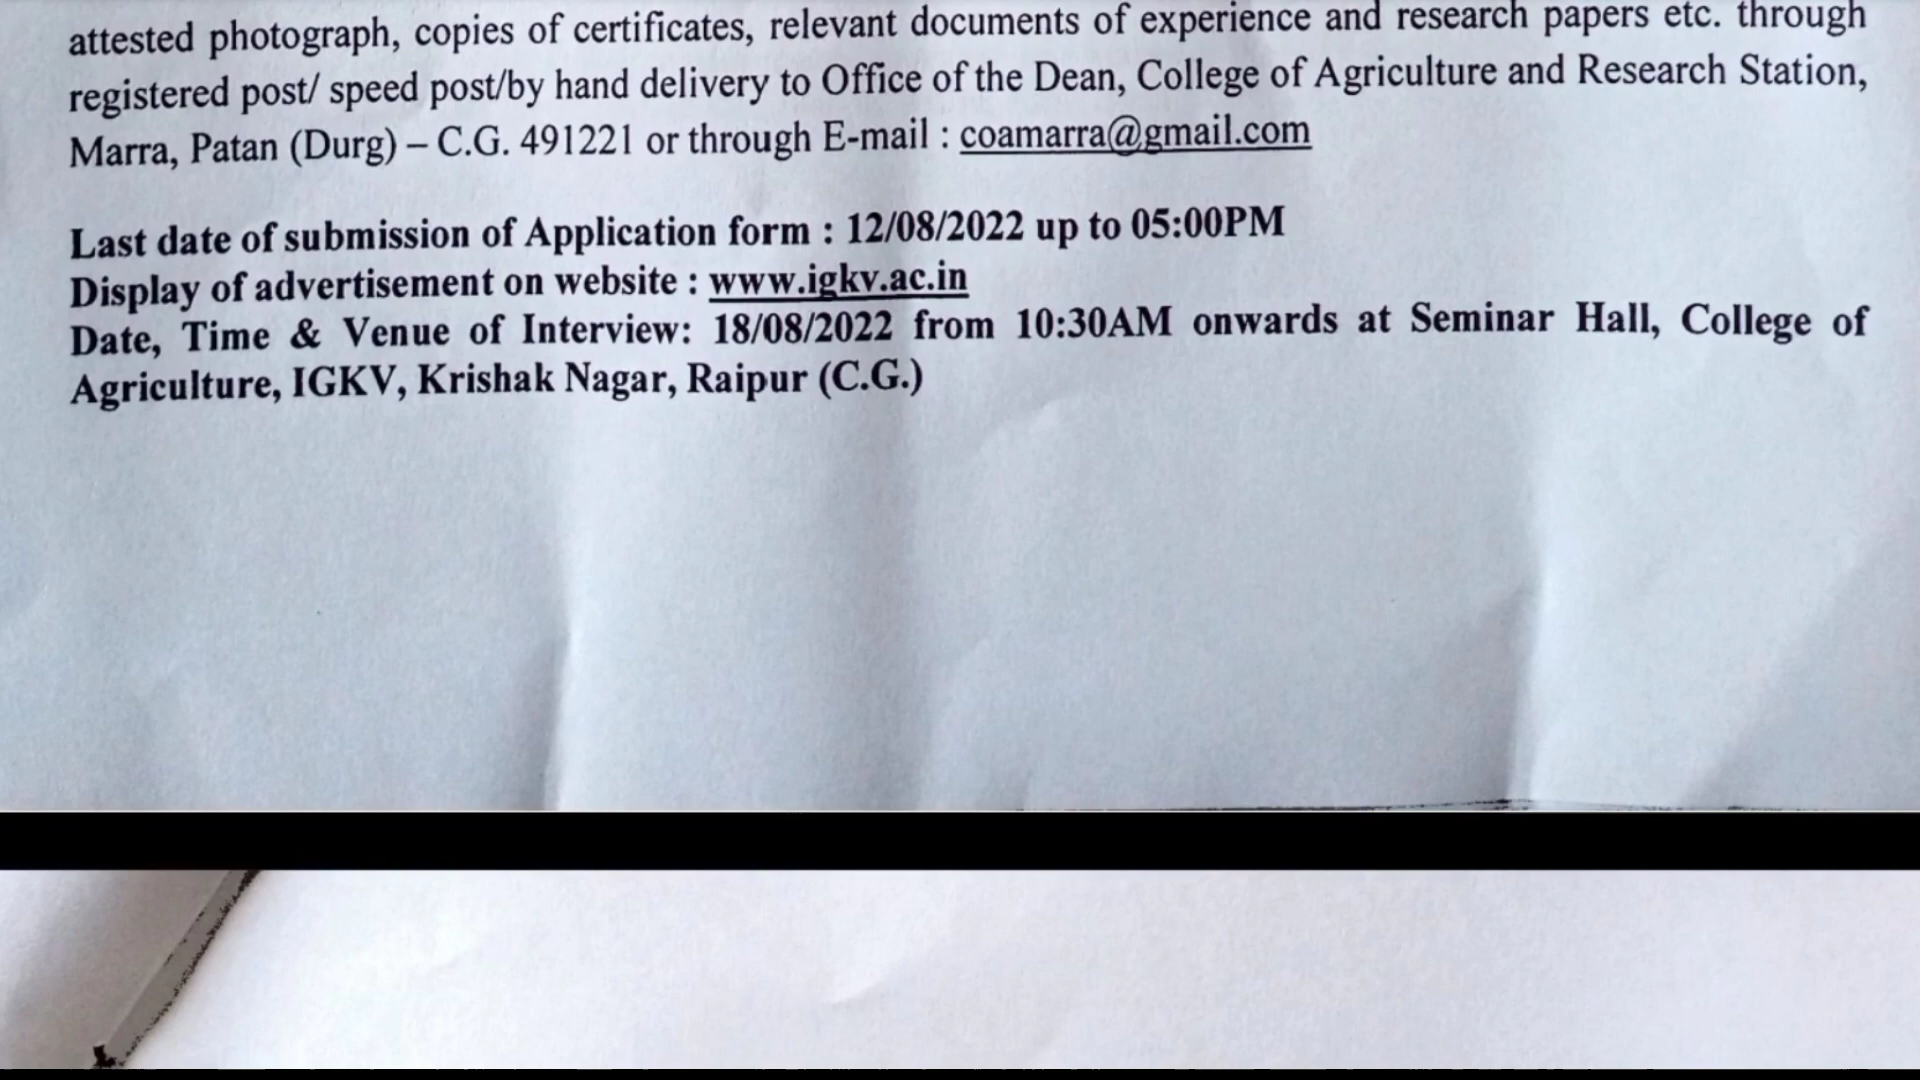 attested photograph, copies of certificates, relevant documents of experience and research papers etc. through
registered post/ speed post/by hand delivery to Office of the Dean, College of Agriculture and Research Station,
Marra, Patan (Durg) – C.G. 491221 or through E-mail : coamarra@gmail.com
Last date of submission of Application form : 12/08/2022 up to 05:00PM
Display of advertisement on website : www.igkv.ac.in
Date, Time & Venue of Interview: 18/08/2022 from 10:30AM onwards at Seminar Hall, College of
Agriculture, IGKV, Krishak Nagar, Raipur (C.G.)